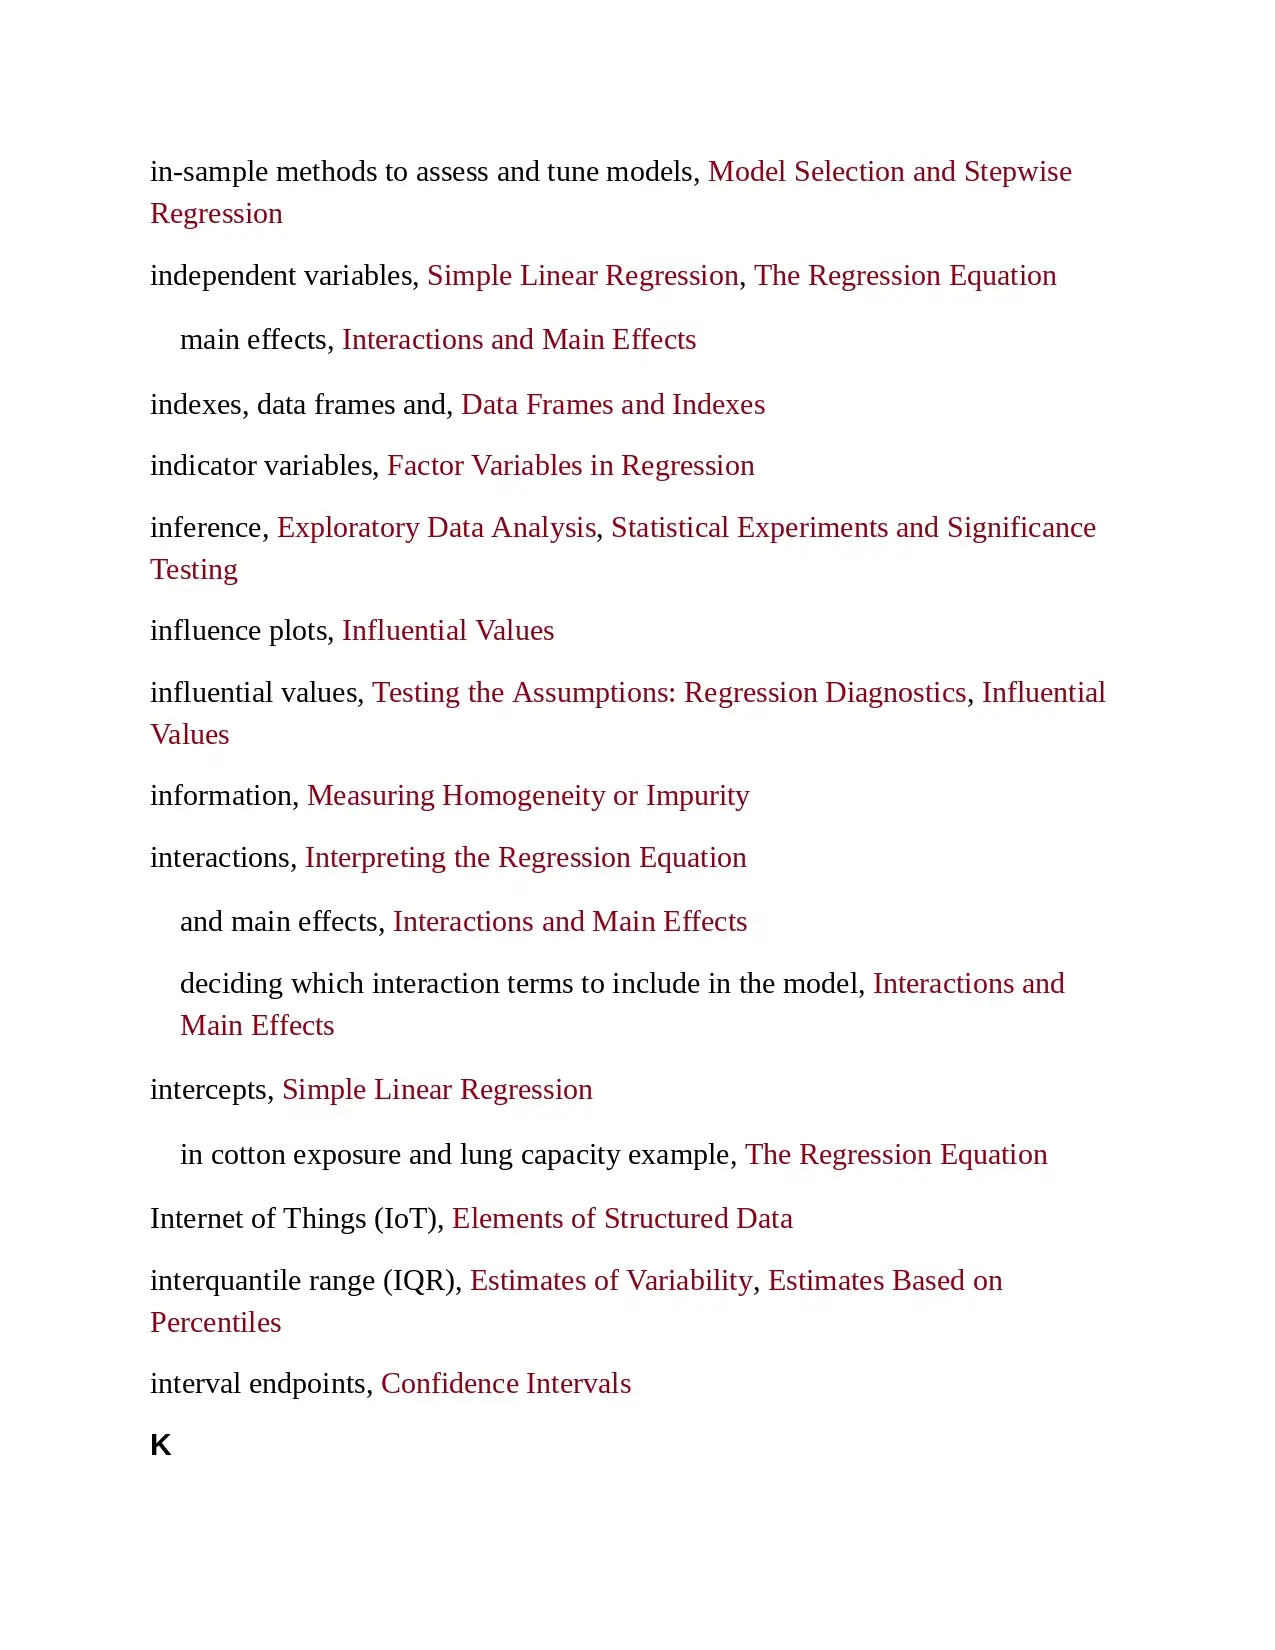 in-sample methods to assess and tune models, Model Selection and Stepwise
Regression
independent variables, Simple Linear Regression, The Regression Equation
main effects, Interactions and Main Effects
indexes, data frames and, Data Frames and Indexes
indicator variables, Factor Variables in Regression
inference, Exploratory Data Analysis, Statistical Experiments and Significance
Testing
influence plots, Influential Values
influential values, Testing the Assumptions: Regression Diagnostics, Influential
Values
information, Measuring Homogeneity or Impurity
interactions, Interpreting the Regression Equation
and main effects, Interactions and Main Effects
deciding which interaction terms to include in the model, Interactions and
Main Effects
intercepts, Simple Linear Regression
in cotton exposure and lung capacity example, The Regression Equation
Internet of Things (IoT), Elements of Structured Data
interquantile range (IQR), Estimates of Variability, Estimates Based on
Percentiles
interval endpoints, Confidence Intervals
K